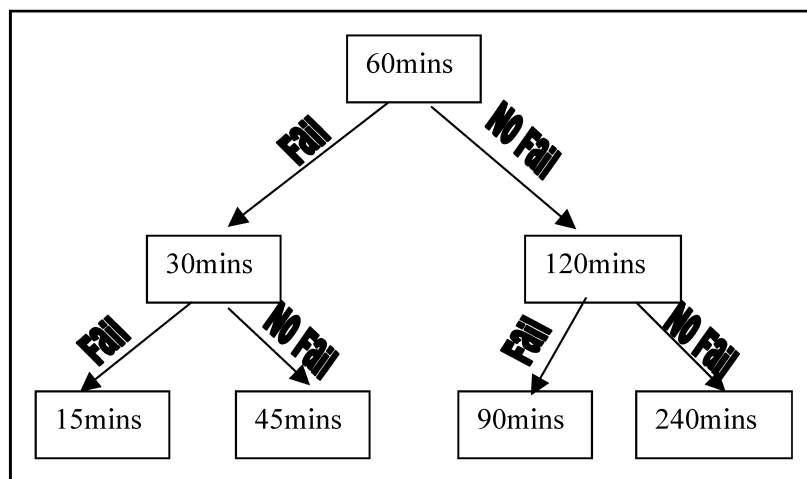 60mins
Fail
No Fail
30mins
120mins
Fail
No Fail
Fail
No Fail
15mins
45mins
90mins
240mins